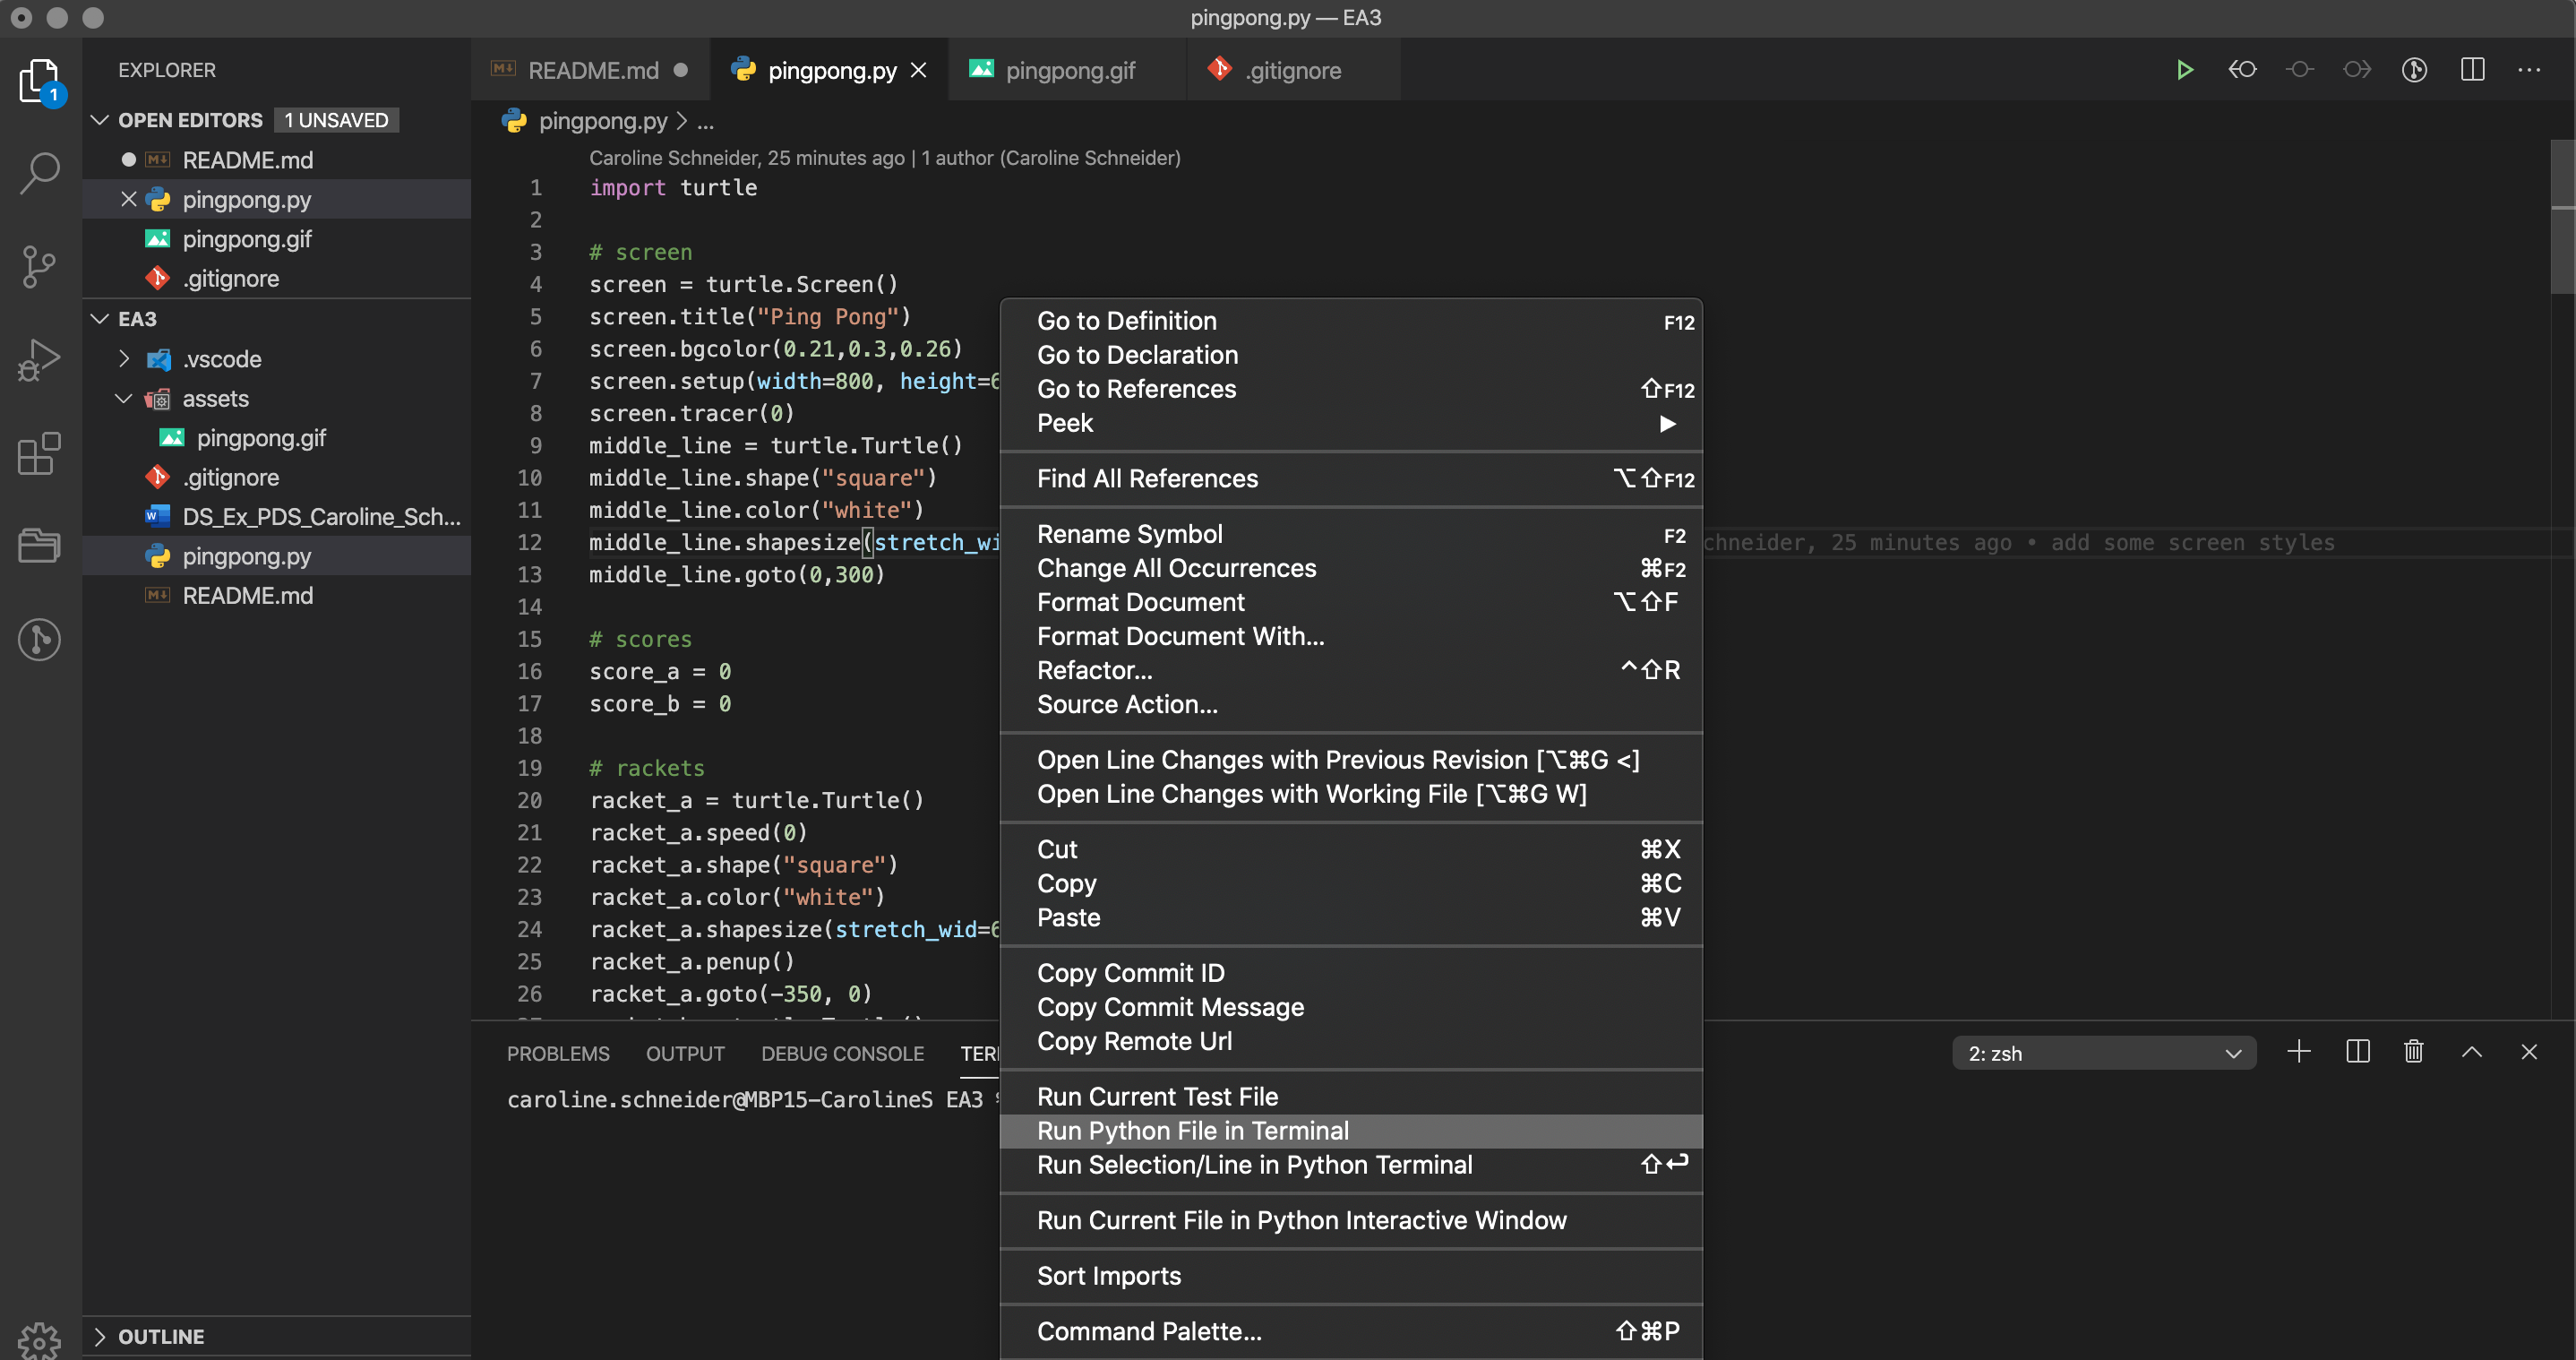 pingpong.py — EA3
EXPLORER
OPEN EDITORS 1 UNSAVED
README.md
pingpong.py
pingpong.gif
.gitignore
EA3
.vscode
assets
pingpong.gif
.gitignore
DS_Ex_PDS_Caroline_Sch...
pingpong.py
README.md
OUTLINE
1
README.md
pingpong.py
pingpong.gif
.gitignore
pingpong.py > ...
Caroline Schneider, 25 minutes ago | 1 author (Caroline Schneider)
1 import turtle
2
3 # screen
4 screen = turtle.Screen()
5 screen.title("Ping Pong")
6 screen.bgcolor(0.21,0.3,0.26)
7 screen.setup(width=800, height=6
8 screen.tracer(0)
9 middle_line = turtle.Turtle()
10 middle_line.shape("square")
11 middle_line.color("white")
12 middle_line.shapesize(stretch_wi chneider, 25 minutes ago • add some screen styles
13 middle_line.goto(0,300)
14
15 # scores
16 score_a = 0
17 score_b = 0
18
19 # rackets
20 racket_a = turtle.Turtle()
21 racket_a.speed(0)
22 racket_a.shape("square")
23 racket_a.color("white")
24 racket_a.shapesize(stretch_wid=6
25 racket_a.penup()
26 racket_a.goto(-350, 0)
Go to Definition F12
Go to Declaration
Go to References ⇧F12
Peek ▶
Find All References ⌥⇧F12
Rename Symbol F2
Change All Occurrences ⌘F2
Format Document ⌥⇧F
Format Document With...
Refactor... ^⇧R
Source Action...
Open Line Changes with Previous Revision [⌥⌘G <]
Open Line Changes with Working File [⌥⌘G W]
Cut ⌘X
Copy ⌘C
Paste ⌘V
Copy Commit ID
Copy Commit Message
Copy Remote Url
Run Current Test File
Run Python File in Terminal
Run Selection/Line in Python Terminal ⇧↩
Run Current File in Python Interactive Window
Sort Imports
Command Palette... ⇧⌘P
PROBLEMS OUTPUT DEBUG CONSOLE TER
2: zsh
caroline.schneider@MBP15-CarolineS EA3